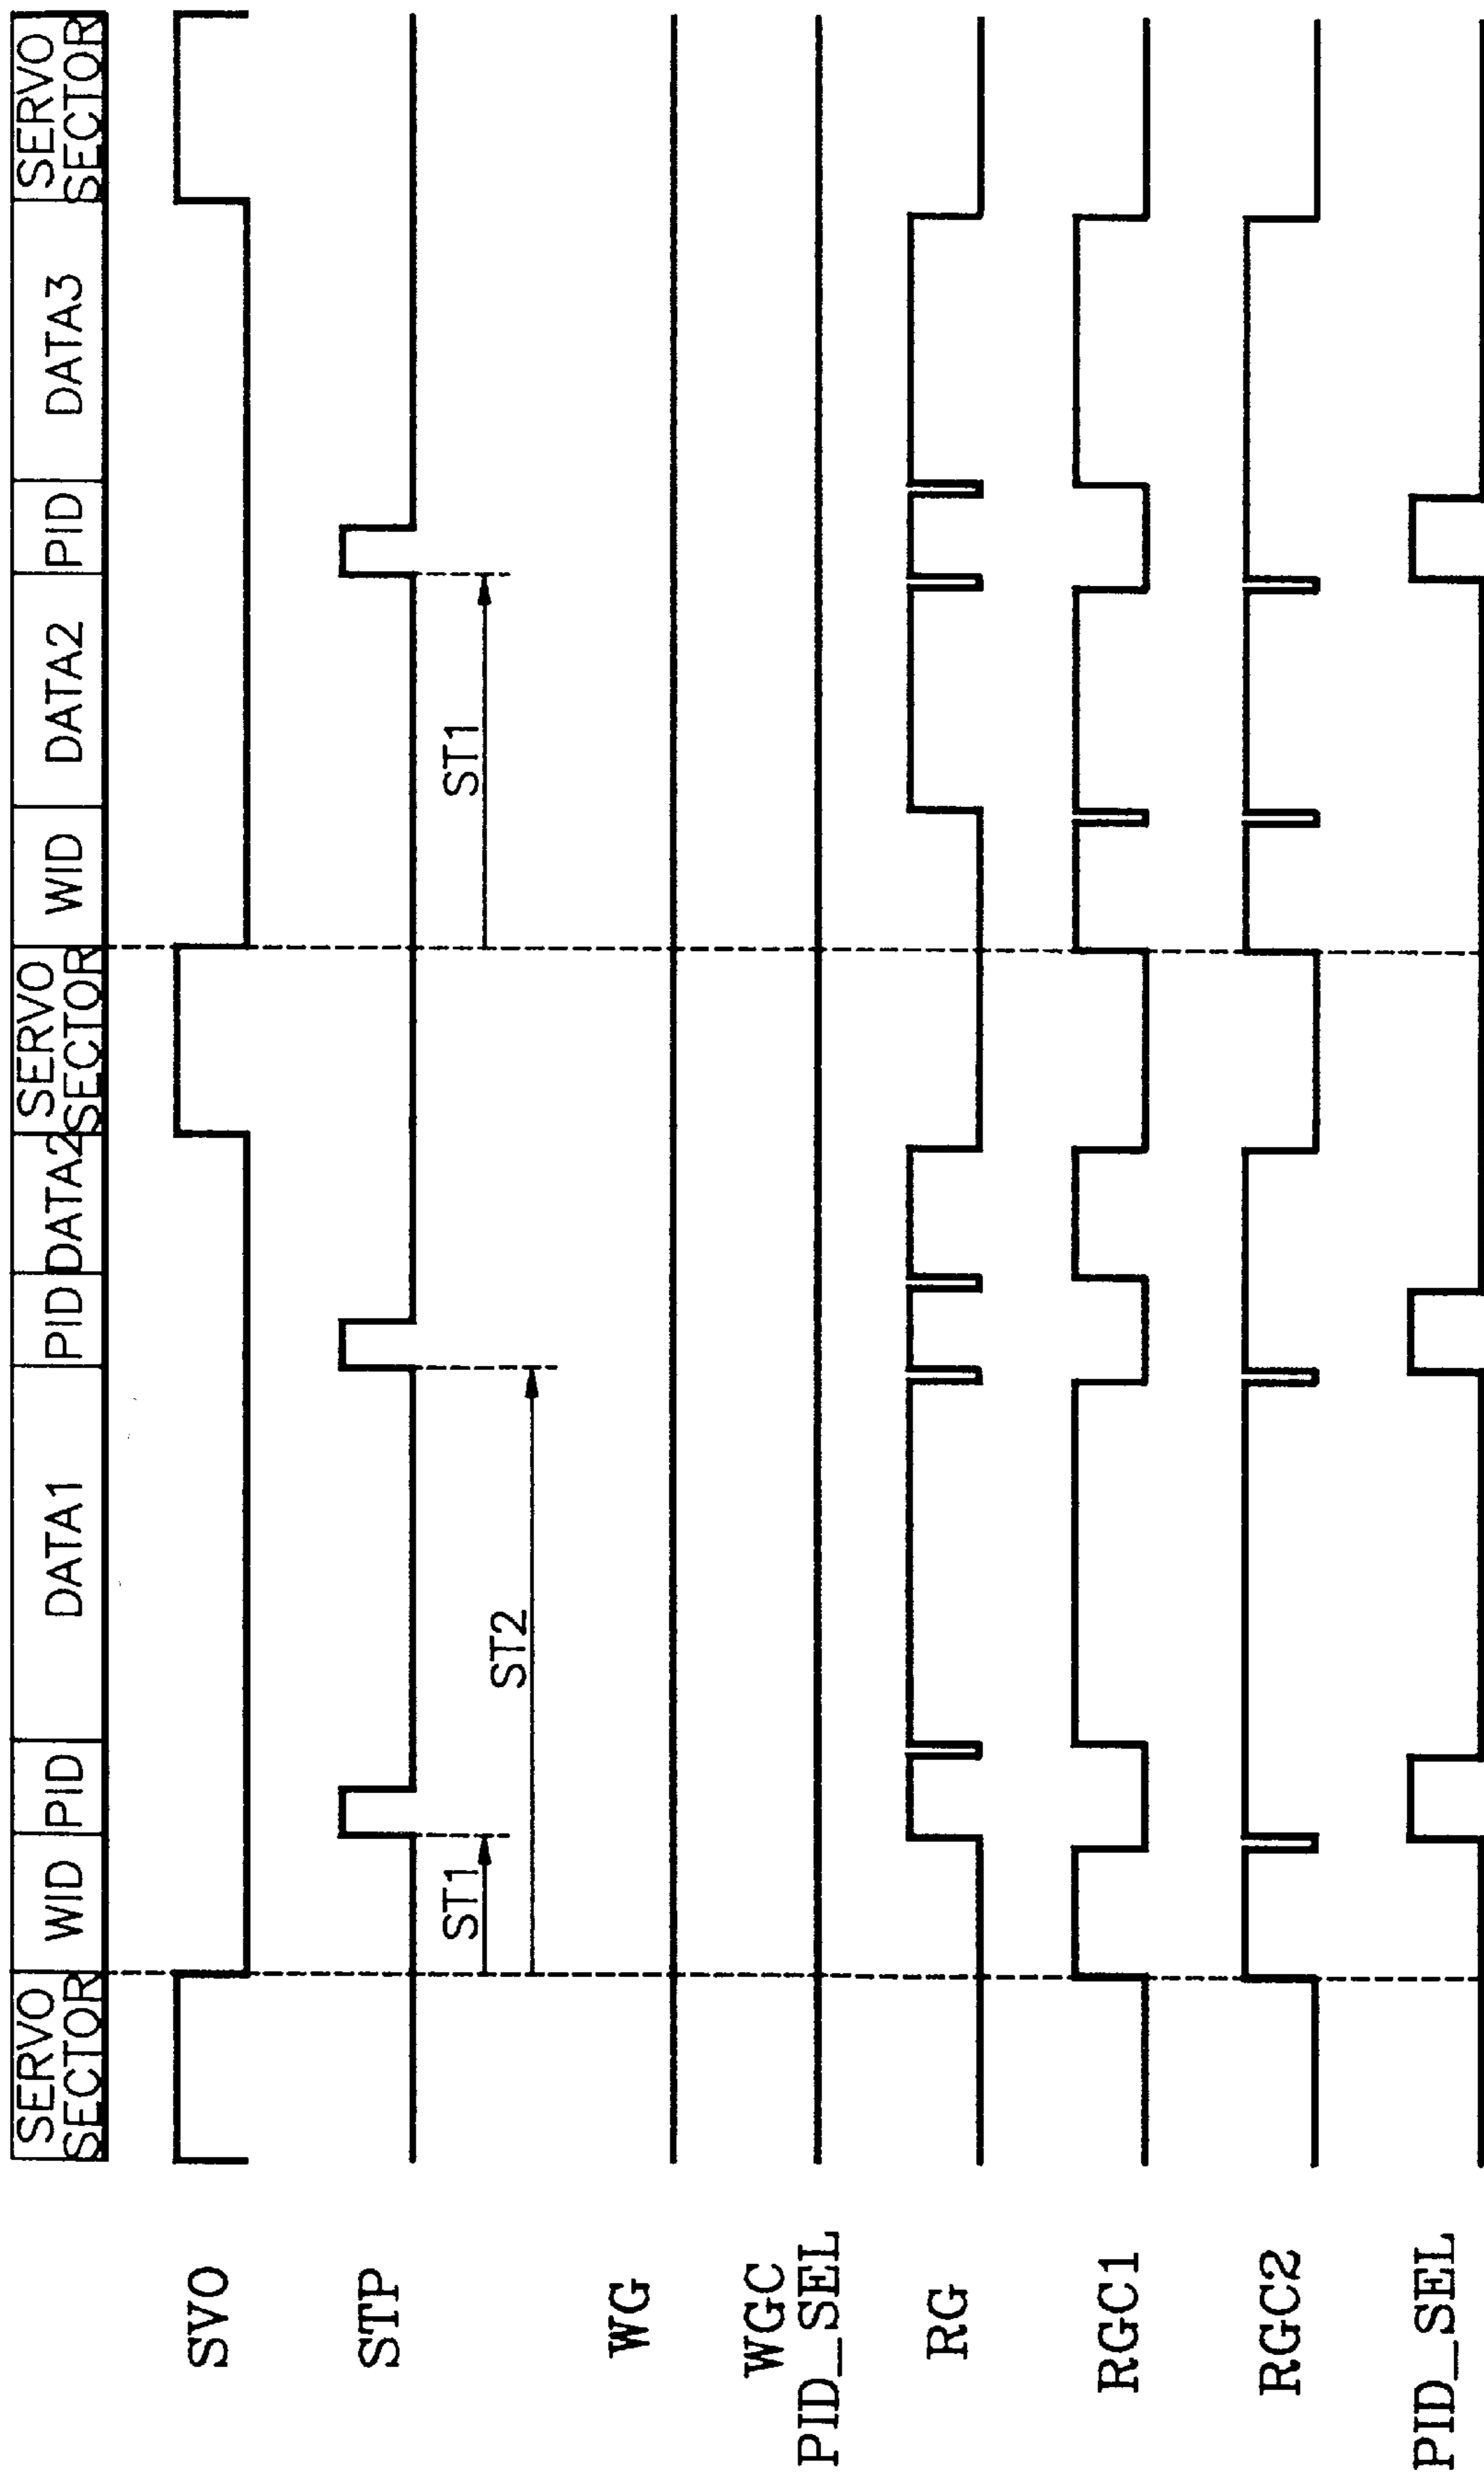 SERVO
SECTOR
WID
PID
DATA1
PID
DATA2
SERVO
SECTOR
WID
DATA2
PID
DATA3
SERVO
SECTOR
SVO
STP
ST1
ST2
ST1
WG
WGC
PID_SEL
RG
RGC1
RGC2
PID_SEL